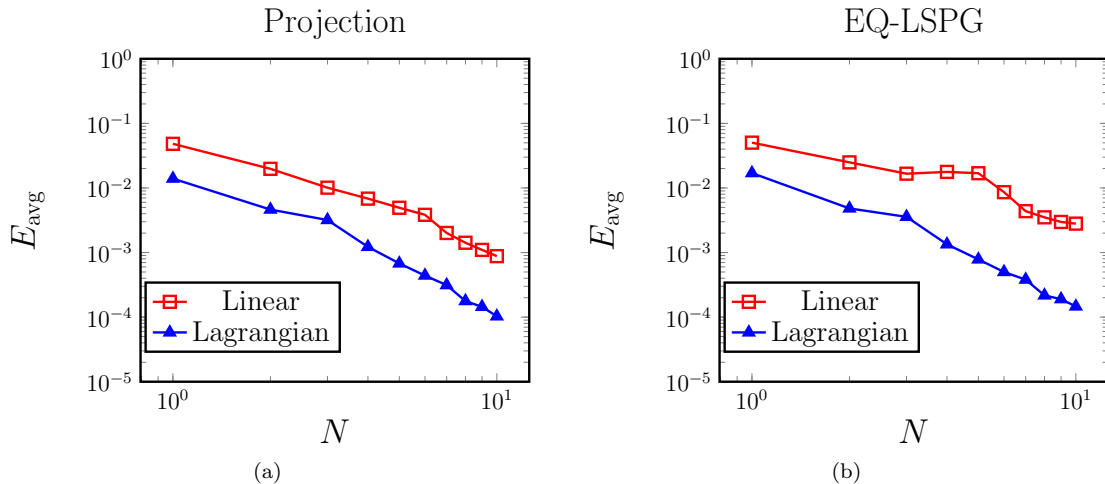 Projection
10^0
10^{-1}
10^{-2}
10^{-3}
10^{-4}
10^{-5}
E_avg
Linear
Lagrangian
10^0
10^1
N
(a)
EQ-LSPG
10^0
10^{-1}
10^{-2}
10^{-3}
10^{-4}
10^{-5}
E_avg
Linear
Lagrangian
10^0
10^1
N
(b)